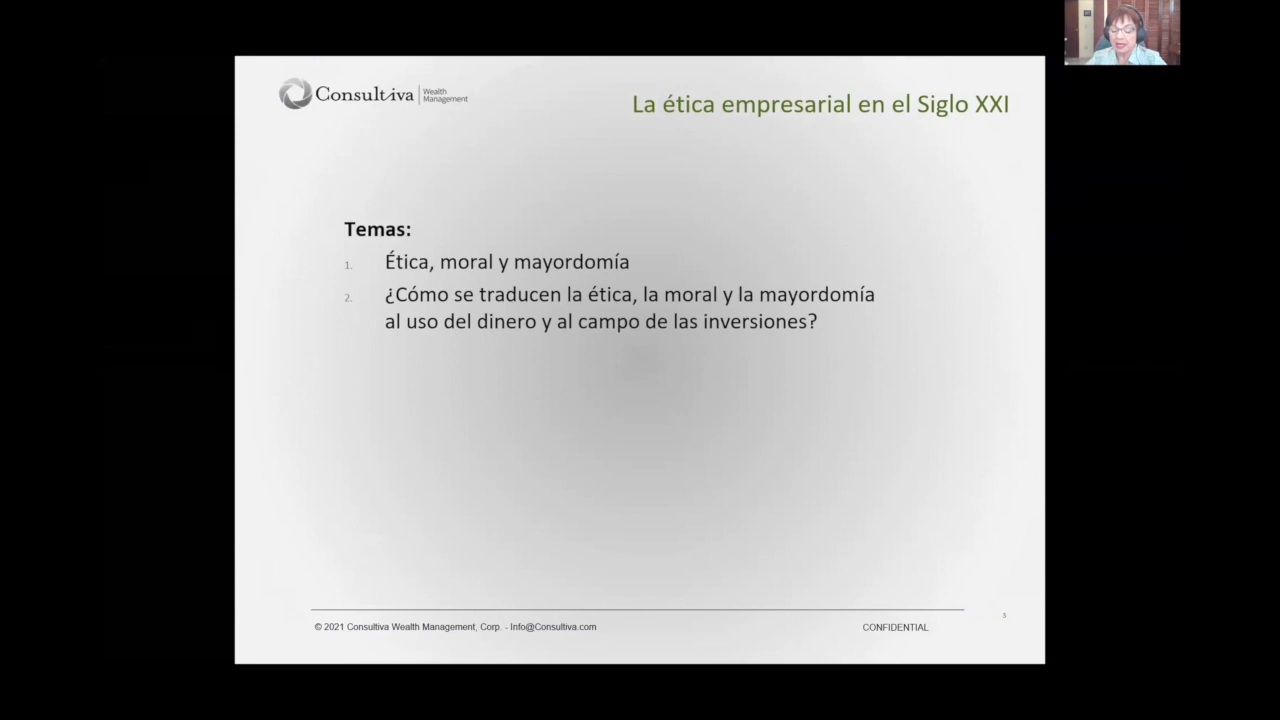 Consultiva
Wealth
Management
La ética empresarial en el Siglo XXI
Temas:
1. Ética, moral y mayordomía
2. ¿Cómo se traducen la ética, la moral y la mayordomía
al uso del dinero y al campo de las inversiones?
3
© 2021 Consultiva Wealth Management, Corp. - Info@Consultiva.com
CONFIDENTIAL